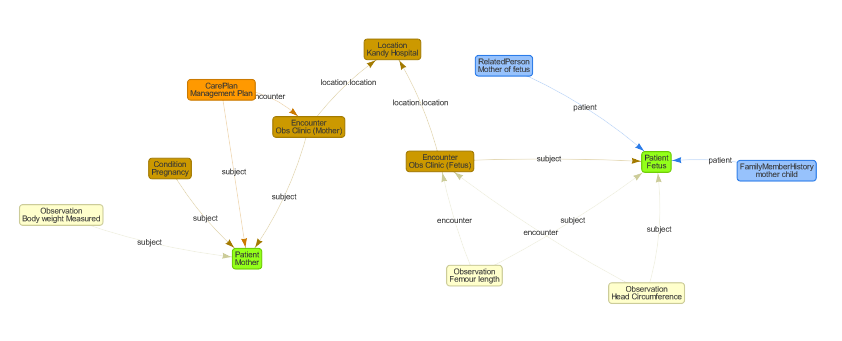 Location
Kandy Hospital
RelatedPerson
Mother of fetus
CarePlan
Management Plan
location.location
encounter
location.location
patient
Encounter
Obs Clinic (Mother)
Condition
Pregnancy
subject
Encounter
Obs Clinic (Fetus)
subject
Patient
Fetus
patient
FamilyMemberHistory
mother child
subject
Observation
Body weight Measured
subject
encounter
subject
encounter
subject
subject
Patient
Mother
Observation
Femour length
Observation
Head Circumference